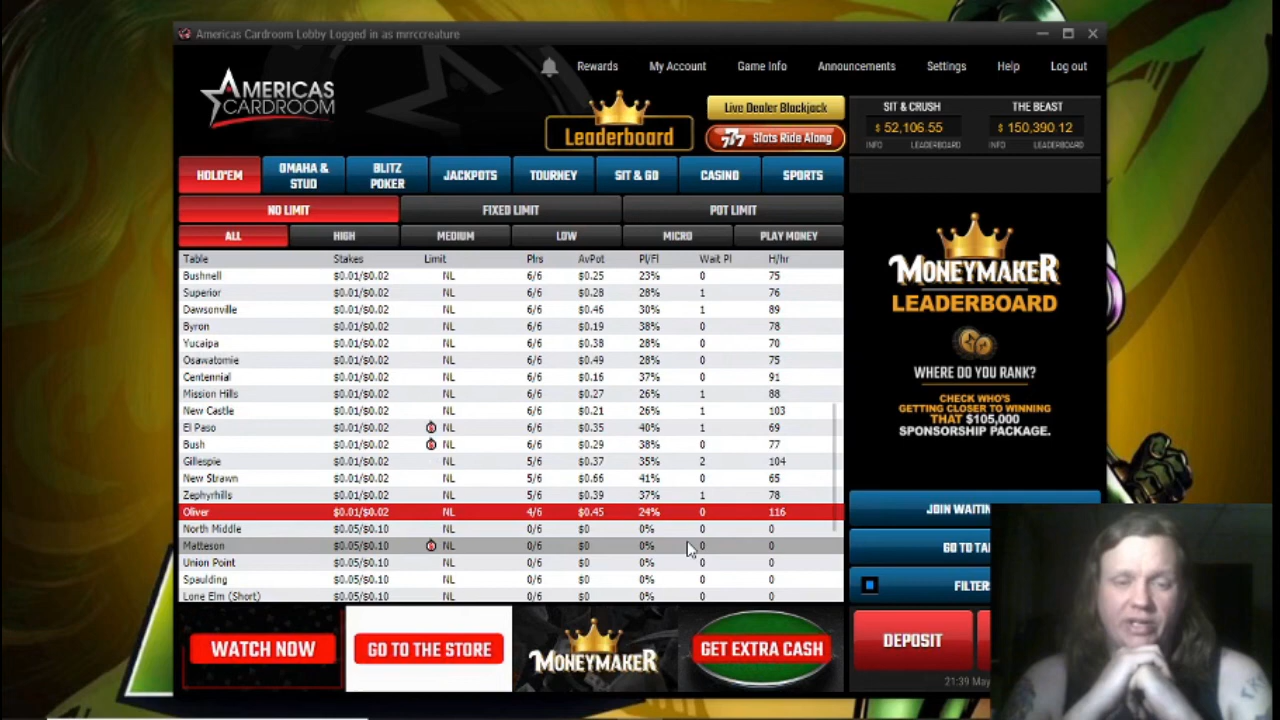 Americas Cardroom Lobby Logged in as mrrccreature
Rewards My Account Game Info Announcements Settings Help Log out
AMERICAS
CARDROOM
Leaderboard
Live Dealer Blackjack
777 Slots Ride Along
SIT & CRUSH THE BEAST
$ 52,106.55 $ 150,390.12
INFO LEADERBOARD INFO LEADERBOARD
HOLD'EM OMAHA & STUD BLITZ POKER JACKPOTS TOURNEY SIT & GO CASINO SPORTS
NO LIMIT FIXED LIMIT POT LIMIT
ALL HIGH MEDIUM LOW MICRO PLAY MONEY
Table Stakes Limit Plrs AvPot Pl/Fl Wait Pl H/hr
Bushnell $0.01/$0.02 NL 6/6 $0.25 23% 0 75
Superior $0.01/$0.02 NL 6/6 $0.28 28% 1 76
Dawsonville $0.01/$0.02 NL 6/6 $0.46 30% 1 89
Byron $0.01/$0.02 NL 6/6 $0.19 38% 0 78
Yucaipa $0.01/$0.02 NL 6/6 $0.38 28% 0 70
Osawatomie $0.01/$0.02 NL 6/6 $0.49 28% 0 75
Centennial $0.01/$0.02 NL 6/6 $0.16 37% 0 91
Mission Hills $0.01/$0.02 NL 6/6 $0.27 26% 1 88
New Castle $0.01/$0.02 NL 6/6 $0.21 26% 1 103
El Paso $0.01/$0.02 NL 6/6 $0.35 40% 1 69
Bush $0.01/$0.02 NL 6/6 $0.29 38% 0 77
Gillespie $0.01/$0.02 NL 5/6 $0.37 35% 2 104
New Strawn $0.01/$0.02 NL 5/6 $0.66 41% 0 65
Zephyrhills $0.01/$0.02 NL 5/6 $0.39 37% 1 78
Oliver $0.01/$0.02 NL 4/6 $0.45 24% 0 116
North Middle $0.05/$0.10 NL 0/6 $0 0% 0 0
Matteson $0.05/$0.10 NL 0/6 $0 0% 0 0
Union Point $0.05/$0.10 NL 0/6 $0 0% 0 0
Spaulding $0.05/$0.10 NL 0/6 $0 0% 0 0
Lone Elm (Short) $0.05/$0.10 NL 0/6 $0 0% 0 0
MONEYMAKER
LEADERBOARD
WHERE DO YOU RANK?
CHECK WHO'S
GETTING CLOSER TO WINNING
THAT $105,000
SPONSORSHIP PACKAGE.
JOIN WAITIN
GO TO TA
FILTER
WATCH NOW
GO TO THE STORE
MONEYMAKER
GET EXTRA CASH
DEPOSIT
21:39 May